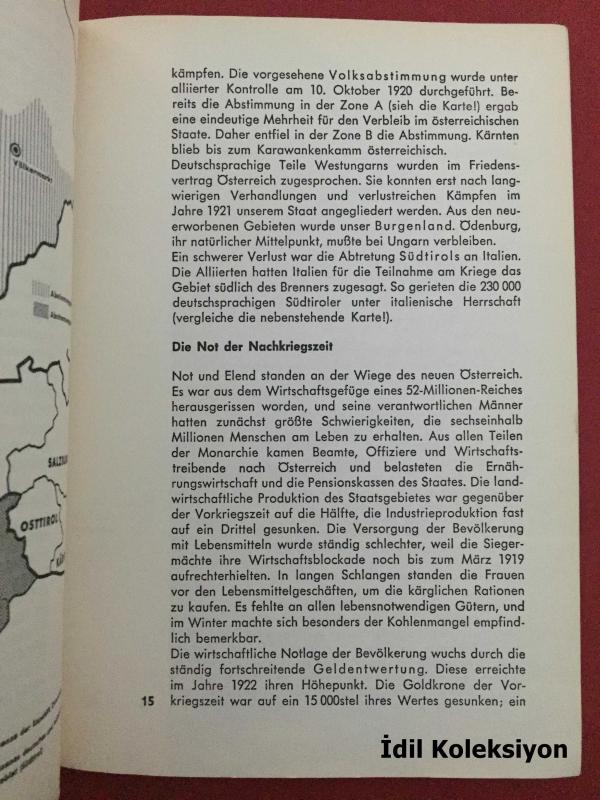 kämpfen. Die vorgesehene Volksabstimmung wurde unter
alliierter Kontrolle am 10. Oktober 1920 durchgeführt. Be-
reits die Abstimmung in der Zone A (sieh die Karte!) ergab
eine eindeutige Mehrheit für den Verbleib im österreichischen
Staate. Daher entfiel in der Zone B die Abstimmung. Kärnten
blieb bis zum Karawankenkamm österreichisch.
Deutschsprachige Teile Westungarns wurden im Friedens-
vertrag Österreich zugesprochen. Sie konnten erst nach lang-
wierigen Verhandlungen und verlustreichen Kämpfen im
Jahre 1921 unserem Staat angegliedert werden. Aus den neu-
erworbenen Gebieten wurde unser Burgenland. Ödenburg,
ihr natürlicher Mittelpunkt, mußte bei Ungarn verbleiben.
Ein schwerer Verlust war die Abtretung Südtirols an Italien.
Die Alliierten hatten Italien für die Teilnahme am Kriege das
Gebiet südlich des Brenners zugesagt. So gerieten die 230 000
deutschsprachigen Südtiroler unter italienische Herrschaft
(vergleiche die nebenstehende Karte!).
Die Not der Nachkriegszeit
Not und Elend standen an der Wiege des neuen Österreich.
Es war aus dem Wirtschaftsgefüge eines 52-Millionen-Reiches
herausgerissen worden, und seine verantwortlichen Männer
hatten zunächst größte Schwierigkeiten, die sechseinhalb
Millionen Menschen am Leben zu erhalten. Aus allen Teilen
der Monarchie kamen Beamte, Offiziere und Wirtschafts-
treibende nach Österreich und belasteten die Ernäh-
rungswirtschaft und die Pensionskassen des Staates. Die land-
wirtschaftliche Produktion des Staatsgebietes war gegenüber
der Vorkriegszeit auf die Hälfte, die Industrieproduktion fast
auf ein Drittel gesunken. Die Versorgung der Bevölkerung
mit Lebensmitteln wurde ständig schlechter, weil die Sieger-
mächte ihre Wirtschaftsblockade noch bis zum März 1919
aufrechterhielten. In langen Schlangen standen die Frauen
vor den Lebensmittelgeschäften, um die kärglichen Rationen
zu kaufen. Es fehlte an allen lebensnotwendigen Gütern, und
im Winter machte sich besonders der Kohlenmangel empfind-
lich bemerkbar.
Die wirtschaftliche Notlage der Bevölkerung wuchs durch die
ständig fortschreitende Geldentwertung. Diese erreichte
im Jahre 1922 ihren Höhepunkt. Die Goldkrone der Vor-
kriegszeit war auf ein 15 000stel ihres Wertes gesunken; ein
15
Völkermarkt
OSTTIROL
İdil Koleksiyon